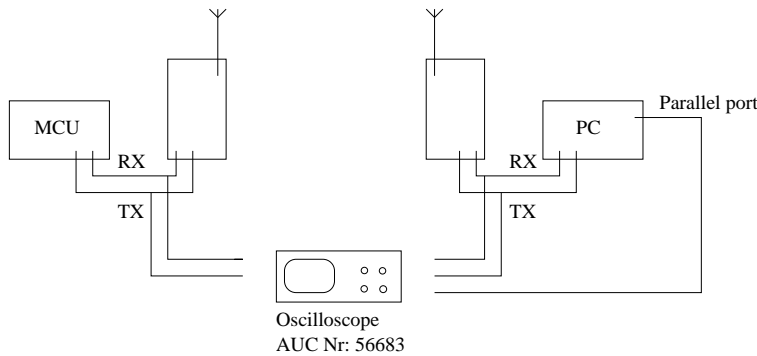 Parallel port
MCU
PC
RX
RX
TX
TX
Oscilloscope
AUC Nr: 56683